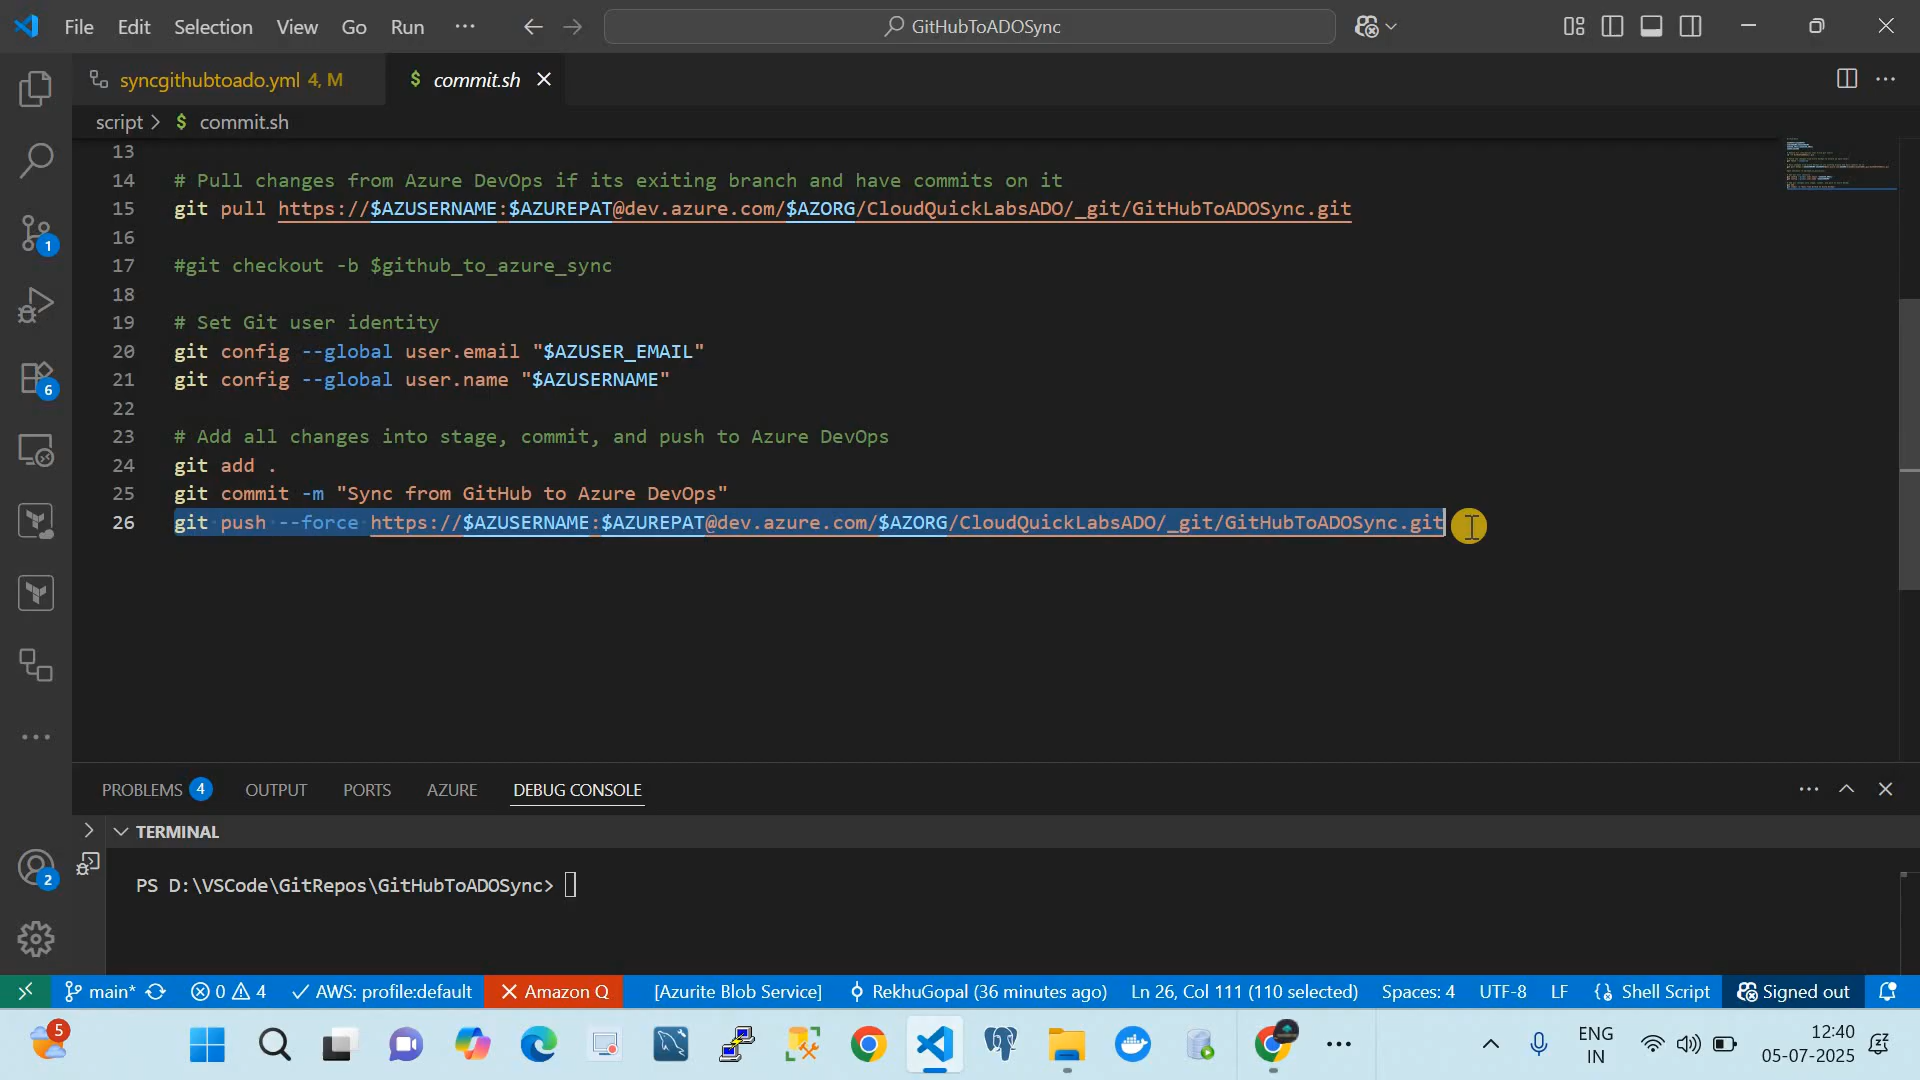 File Edit Selection View Go Run ···
GitHubToADOSync
syncgithubtoado.yml 4, M
$ commit.sh
script > $ commit.sh
13
14 # Pull changes from Azure DevOps if its exiting branch and have commits on it
15 git pull https://$AZUSERNAME:$AZUREPAT@dev.azure.com/$AZORG/CloudQuickLabsADO/_git/GitHubToADOSync.git
16
17 #git checkout -b $github_to_azure_sync
18
19 # Set Git user identity
20 git config --global user.email "$AZUSER_EMAIL"
21 git config --global user.name "$AZUSERNAME"
22
23 # Add all changes into stage, commit, and push to Azure DevOps
24 git add .
25 git commit -m "Sync from GitHub to Azure DevOps"
26 git push --force https://$AZUSERNAME:$AZUREPAT@dev.azure.com/$AZORG/CloudQuickLabsADO/_git/GitHubToADOSync.git
1
6
2
PROBLEMS 4 OUTPUT PORTS AZURE DEBUG CONSOLE
TERMINAL
PS D:\VSCode\GitRepos\GitHubToADOSync>
main* 0 4 AWS: profile:default Amazon Q [Azurite Blob Service] RekhuGopal (36 minutes ago) Ln 26, Col 111 (110 selected) Spaces: 4 UTF-8 LF Shell Script Signed out
5
ENG
IN
12:40
05-07-2025